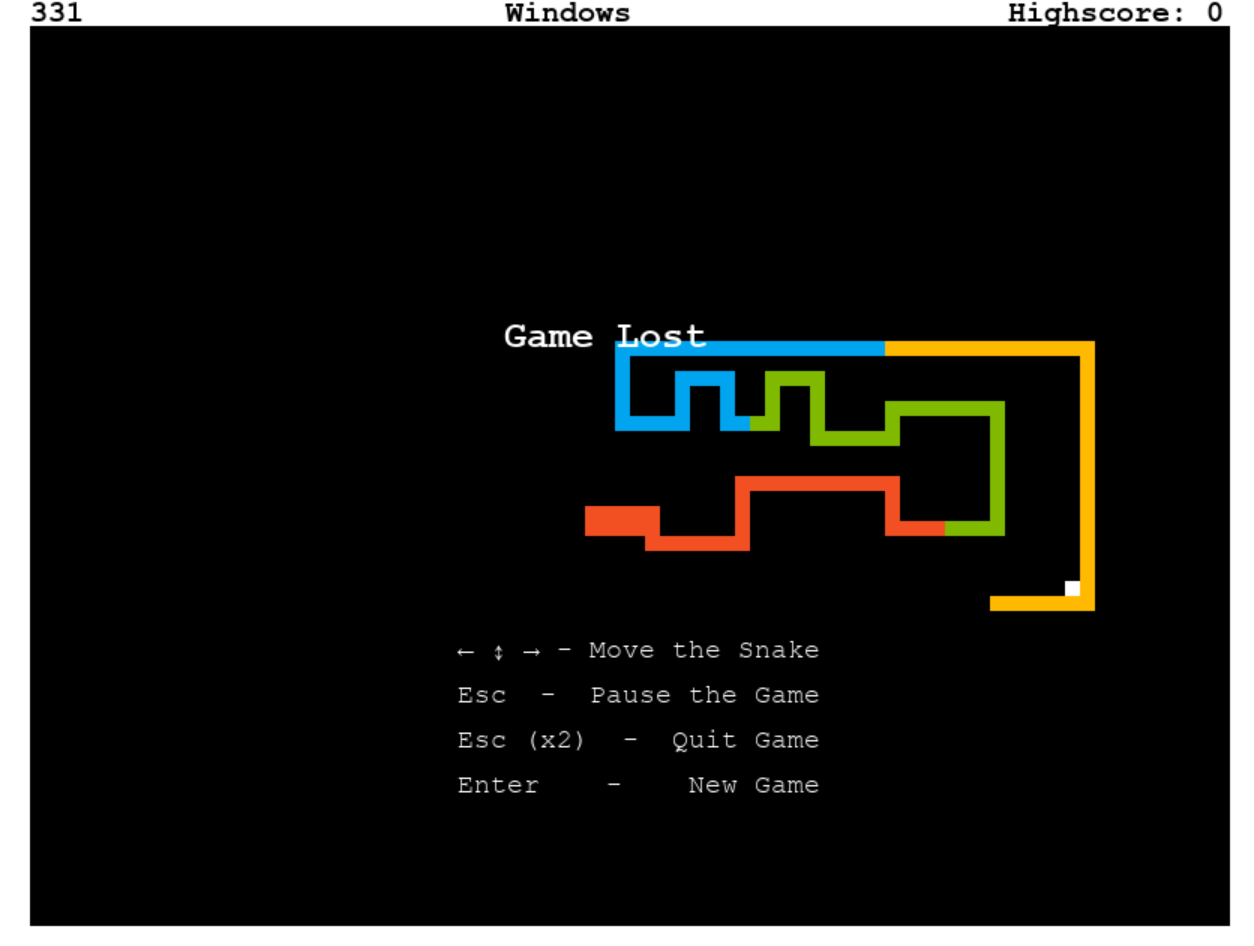 331 Windows Highscore: 0
Game Lost
← ↕ → - Move the Snake
Esc - Pause the Game
Esc (x2) - Quit Game
Enter - New Game